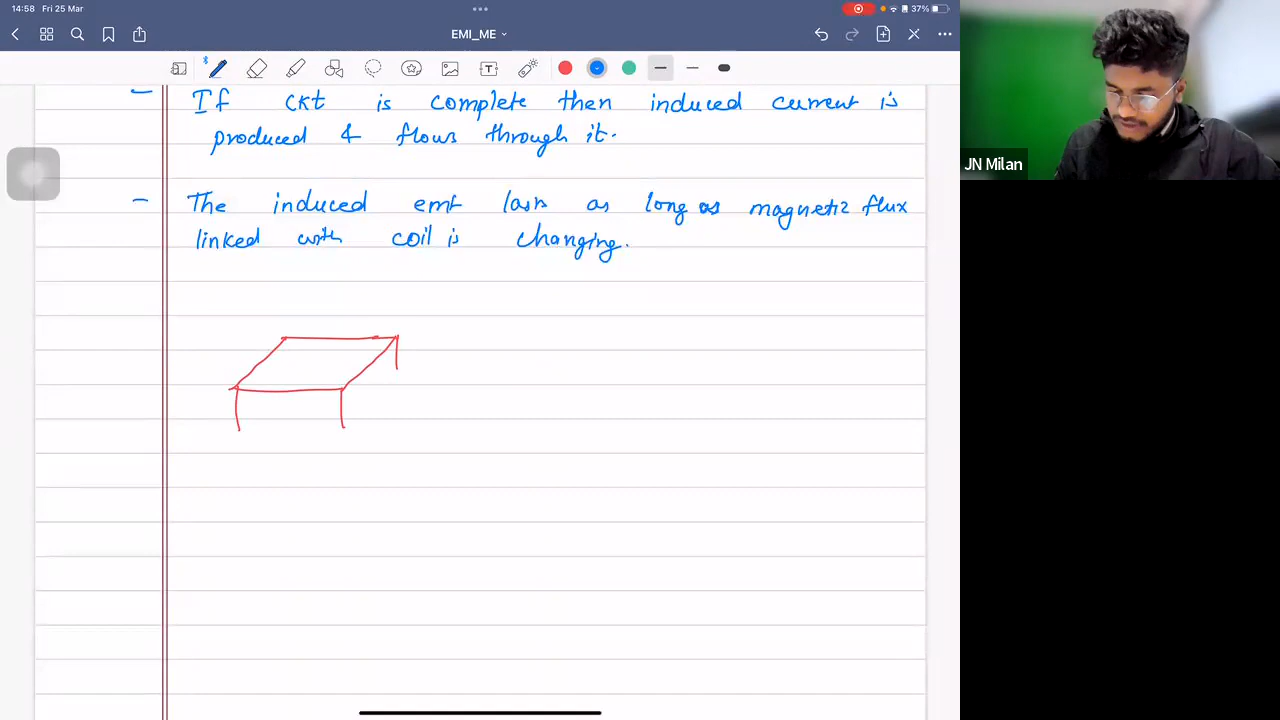 14:58 Fri 25 Mar
37%
EMI_ME
If ckt is complete then induced current is
produced & flows through it.
JN Milan
- The induced emf lasts as long as magnetic flux
linked with coil is changing.